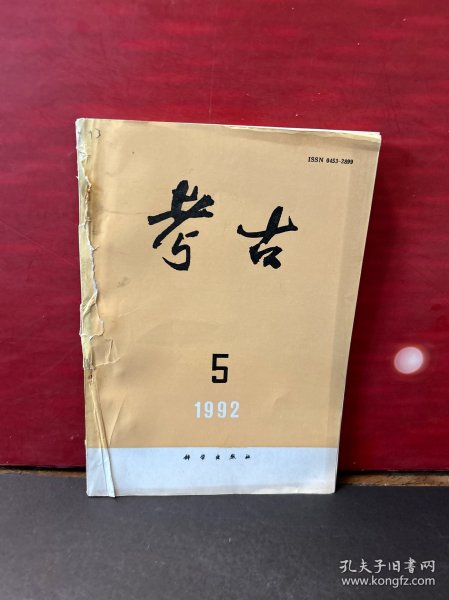 ISSN 0453-2899
考古
5
1992
科学出版社
孔夫子旧书网
www.kongfz.com